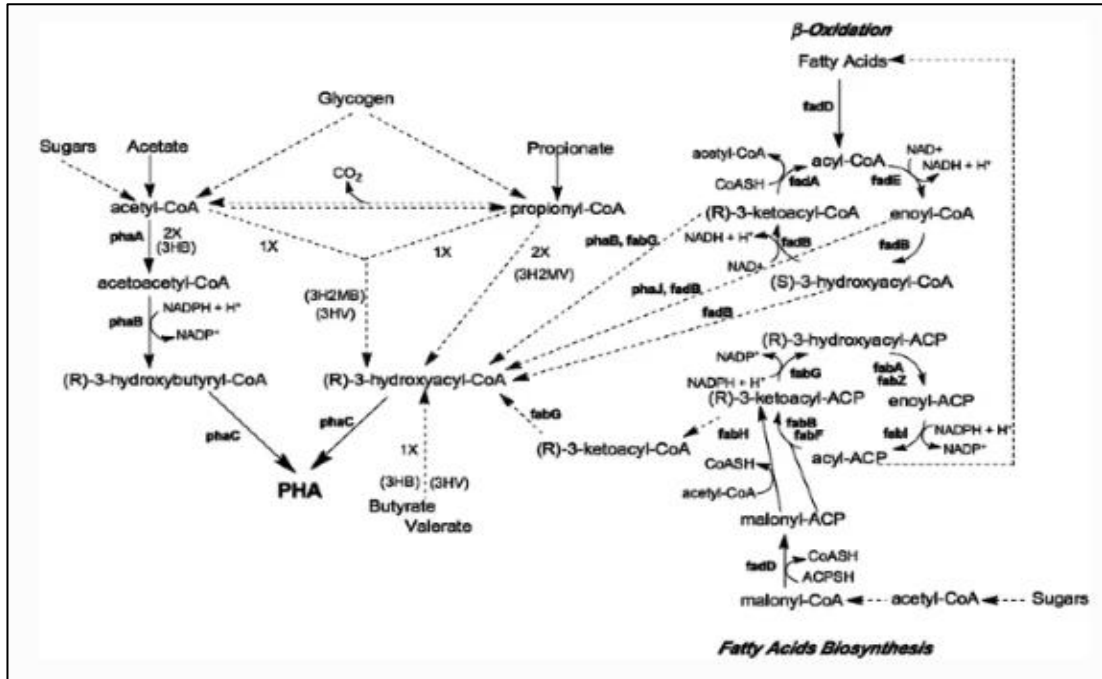 β-Oxidation
Fatty Acids
fadD
Glycogen
Sugars
Acetate
Propionate
acetyl-CoA
CoASH
fadA
acyl-CoA
NAD+
NADH + H⁺
fadE
CO₂
acetyl-CoA
propionyl-CoA
(R)-3-ketoacyl-CoA
enoyl-CoA
phaA
2X
(3HB)
1X
1X
2X
(3H2MV)
phaB, fabG,
NADH + H⁺
NAD+
fadB
fadB
acetoacetyl-CoA
phaJ, fadB,
(S)-3-hydroxyacyl-CoA
(3H2MB)
(3HV)
fadB
phaB
NADPH + H⁺
NADP⁺
(R)-3-hydroxyacyl-ACP
NADP⁺
NADPH + H⁺
fabG
fabA
fabZ
(R)-3-hydroxybutyryl-CoA
(R)-3-hydroxyacyl-CoA
(R)-3-ketoacyl-ACP
enoyl-ACP
phaC
phaC
fabG
fabH
fabB
fabF
fabI
NADPH + H⁺
NADP⁺
(R)-3-ketoacyl-CoA
acyl-ACP
1X
CoASH
acetyl-CoA
PHA
(3HB)
(3HV)
Butyrate
Valerate
malonyl-ACP
fadD
CoASH
ACPSH
malonyl-CoA
acetyl-CoA
Sugars
Fatty Acids Biosynthesis